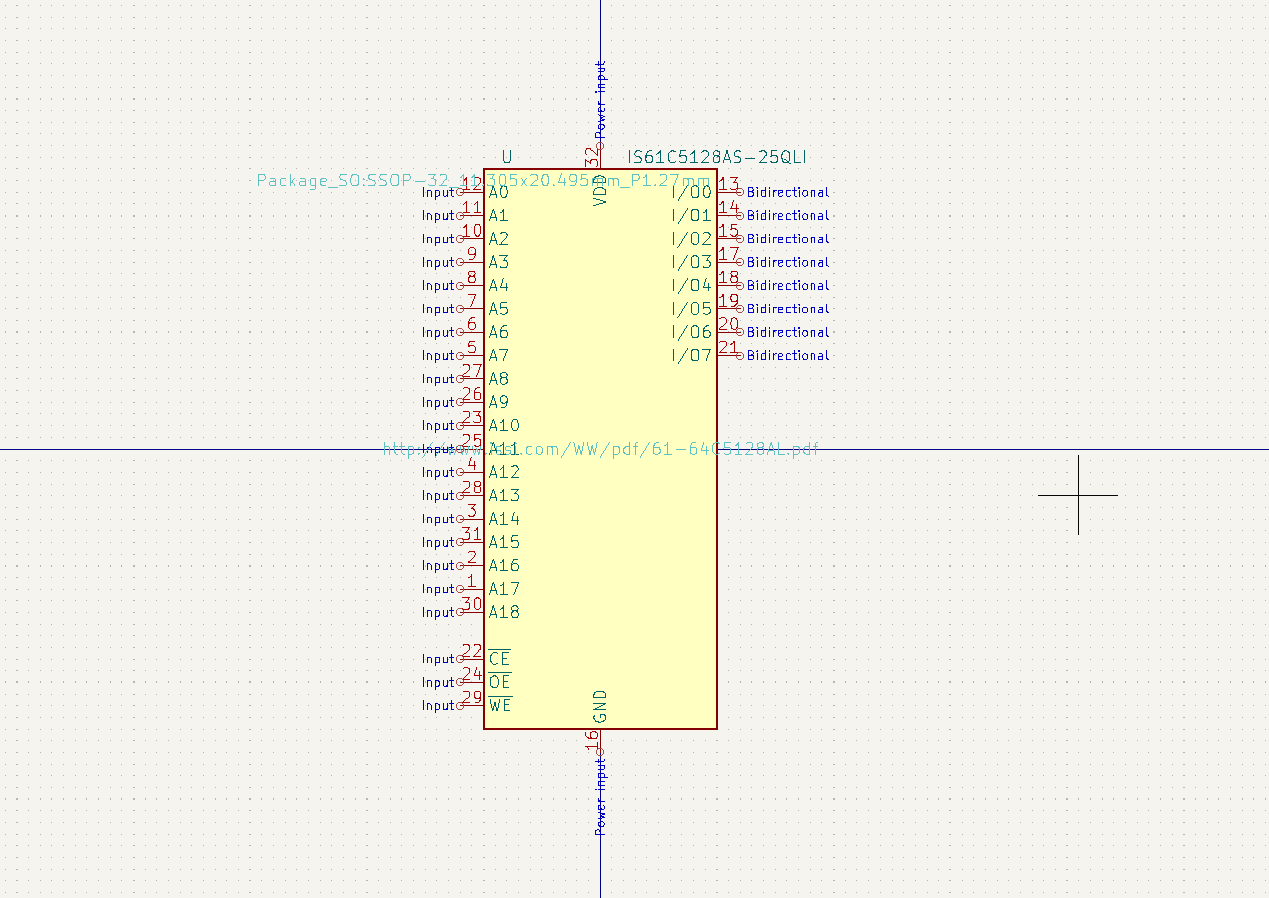 Power input
32
U
IS61C5128AS-25QLI
Package_SO:SSOP-32_11.305x20.495mm_P1.27mm
VDD
Input 12 A0 I/O0 13 Bidirectional
Input 11 A1 I/O1 14 Bidirectional
Input 10 A2 I/O2 15 Bidirectional
Input 9 A3 I/O3 17 Bidirectional
Input 8 A4 I/O4 18 Bidirectional
Input 7 A5 I/O5 19 Bidirectional
Input 6 A6 I/O6 20 Bidirectional
Input 5 A7 I/O7 21 Bidirectional
Input 27 A8
Input 26 A9
Input 23 A10
Input 25 A11
http://www.issi.com/WW/pdf/61-64C5128AL.pdf
Input 4 A12
Input 28 A13
Input 3 A14
Input 31 A15
Input 2 A16
Input 1 A17
Input 30 A18
Input 22 CE
Input 24 OE
Input 29 WE
GND
16
Power input